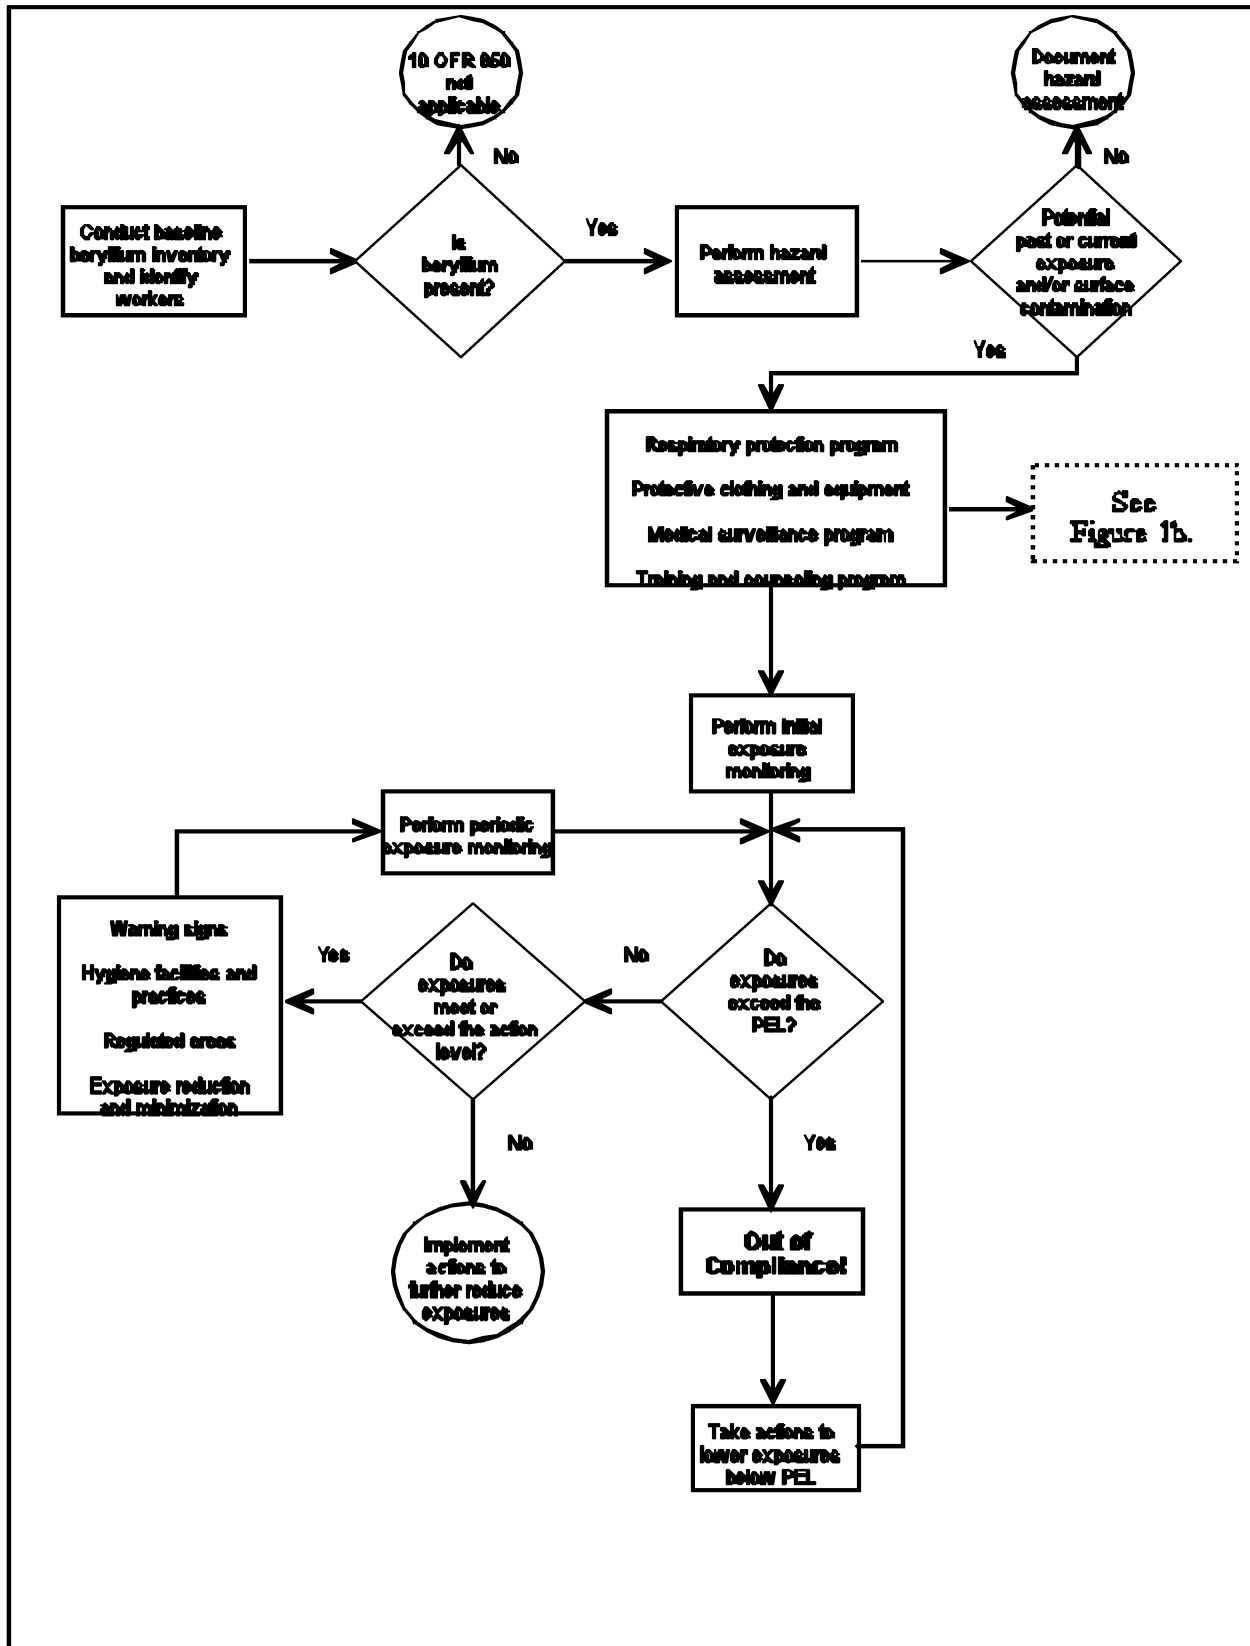 10 CFR 850
not
applicable
Document
hazard
assessment
No
No
Conduct baseline
beryllium inventory
and identify
workers
Is
beryllium
present?
Yes
Perform hazard
assessment
Potential
past or current
exposure
and/or surface
contamination
Yes
Respiratory protection program
Protective clothing and equipment
Medical surveillance program
Training and counseling program
See
Figure 1b.
Perform initial
exposure
monitoring
Perform periodic
exposure monitoring
Warning signs
Hygiene facilities and
practices
Regulated areas
Exposure reduction
and minimization
Yes
Do
exposures
meet or
exceed the action
level?
No
Do
exposures
exceed the
PEL?
No
Yes
Implement
actions to
further reduce
exposures
Out of
Compliance!
Take actions to
lower exposures
below PEL